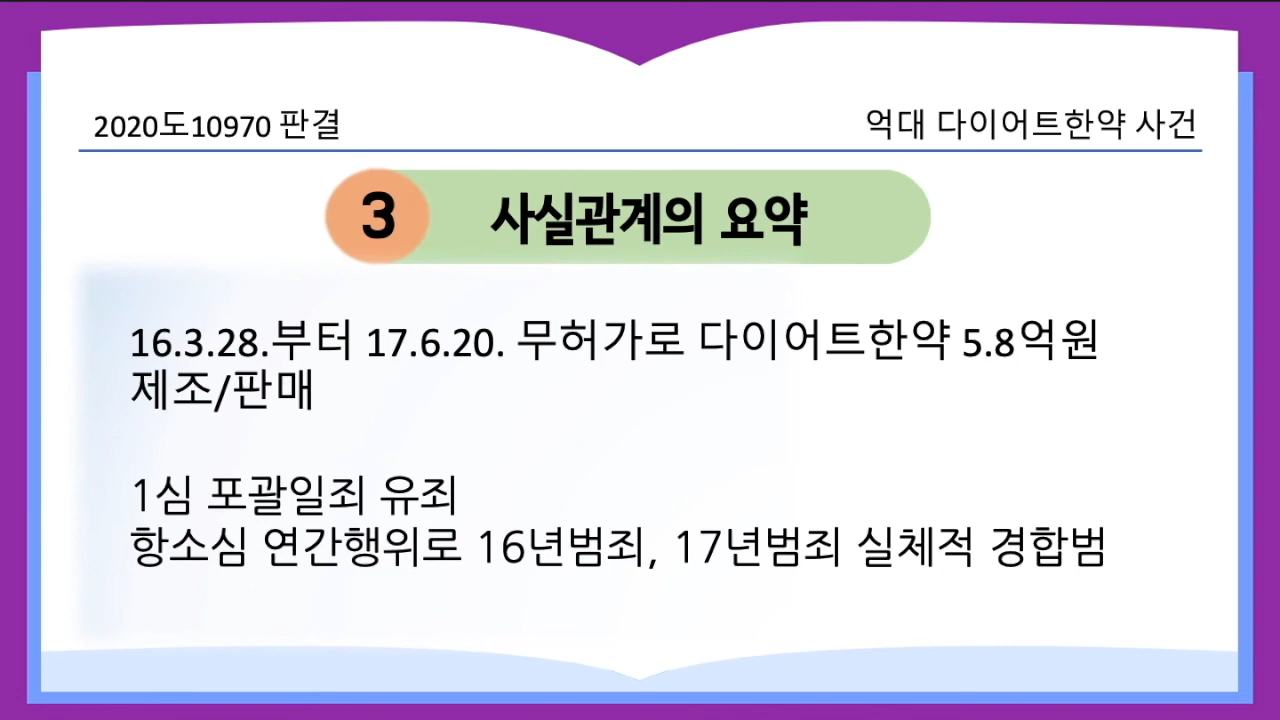 2020도10970 판결
억대 다이어트한약 사건
3 사실관계의 요약
16.3.28.부터 17.6.20. 무허가로 다이어트한약 5.8억원
제조/판매
1심 포괄일죄 유죄
항소심 연간행위로 16년범죄, 17년범죄 실체적 경합범